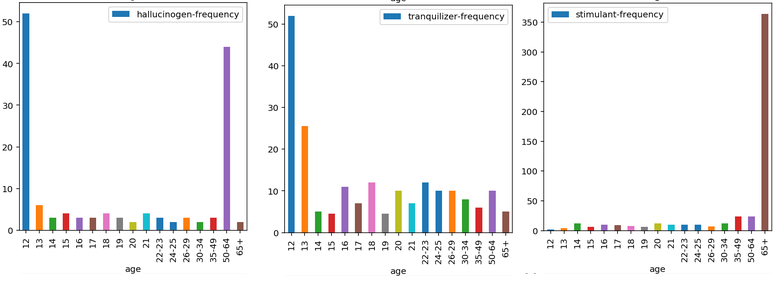 hallucinogen-frequency
50
40
30
20
10
0
12 13 14 15 16 17 18 19 20 21 22-23 24-25 26-29 30-34 35-49 50-64 65+
age
tranquilizer-frequency
50
40
30
20
10
0
12 13 14 15 16 17 18 19 20 21 22-23 24-25 26-29 30-34 35-49 50-64 65+
age
stimulant-frequency
350
300
250
200
150
100
50
0
12 13 14 15 16 17 18 19 20 21 22-23 24-25 26-29 30-34 35-49 50-64 65+
age